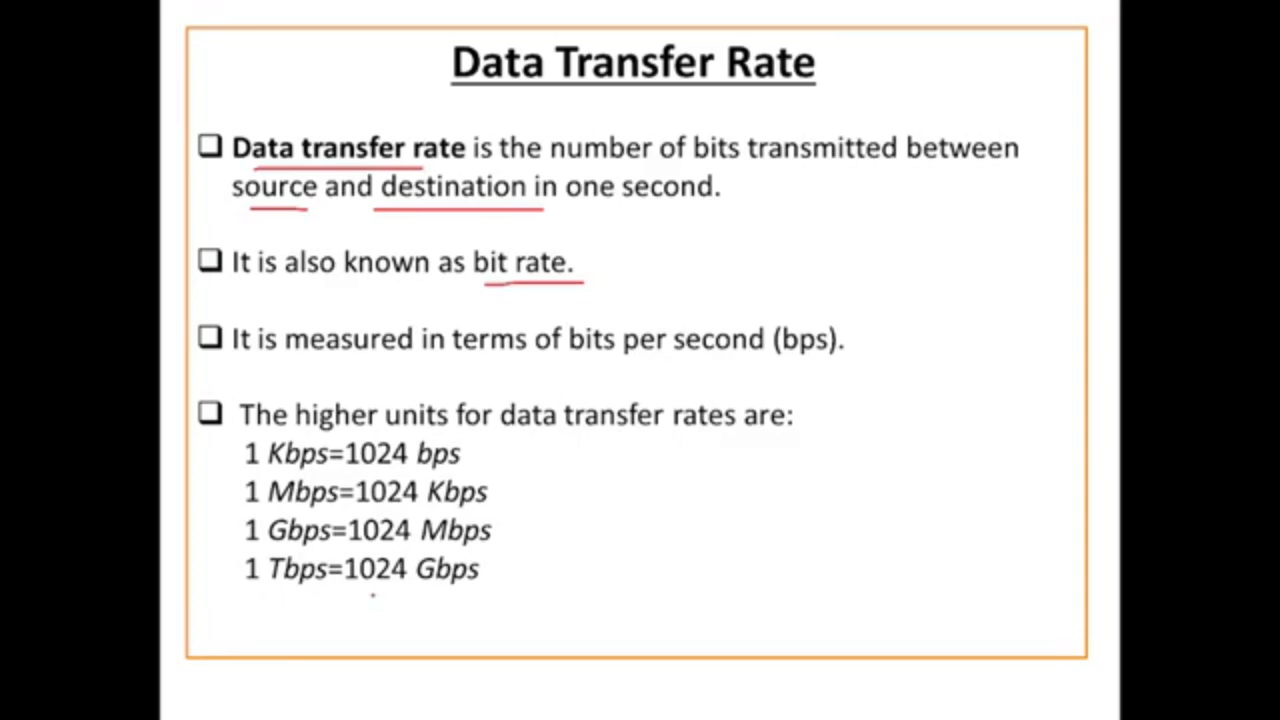 Data Transfer Rate
Data transfer rate is the number of bits transmitted between
source and destination in one second.
It is also known as bit rate.
It is measured in terms of bits per second (bps).
The higher units for data transfer rates are:
1 Kbps=1024 bps
1 Mbps=1024 Kbps
1 Gbps=1024 Mbps
1 Tbps=1024 Gbps